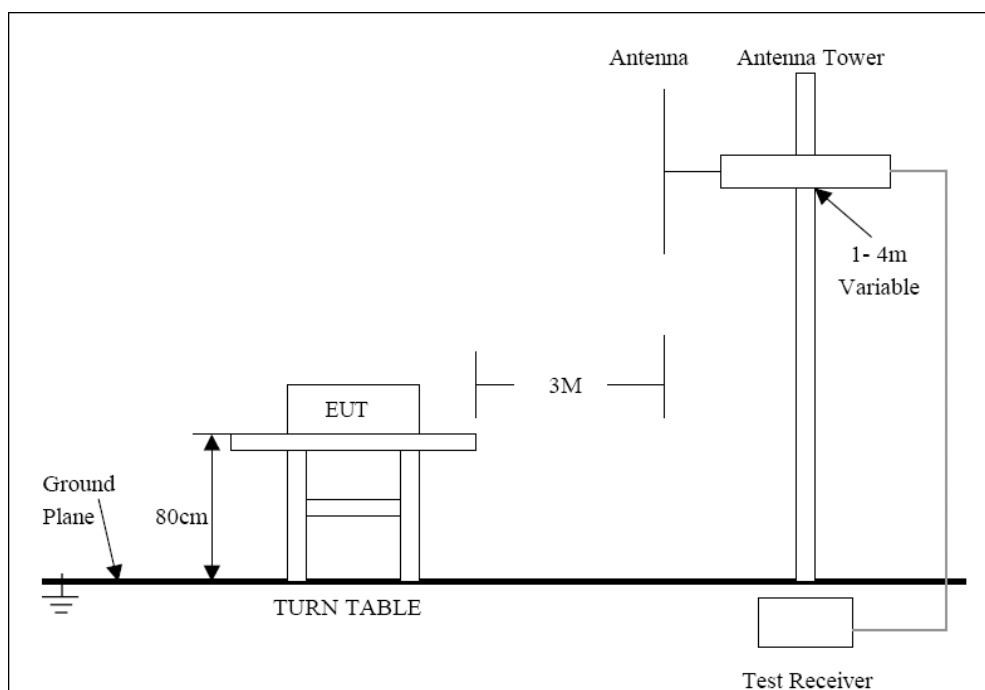 Antenna
Antenna Tower
1- 4m
Variable
3M
EUT
Ground
Plane
80cm
TURN TABLE
Test Receiver